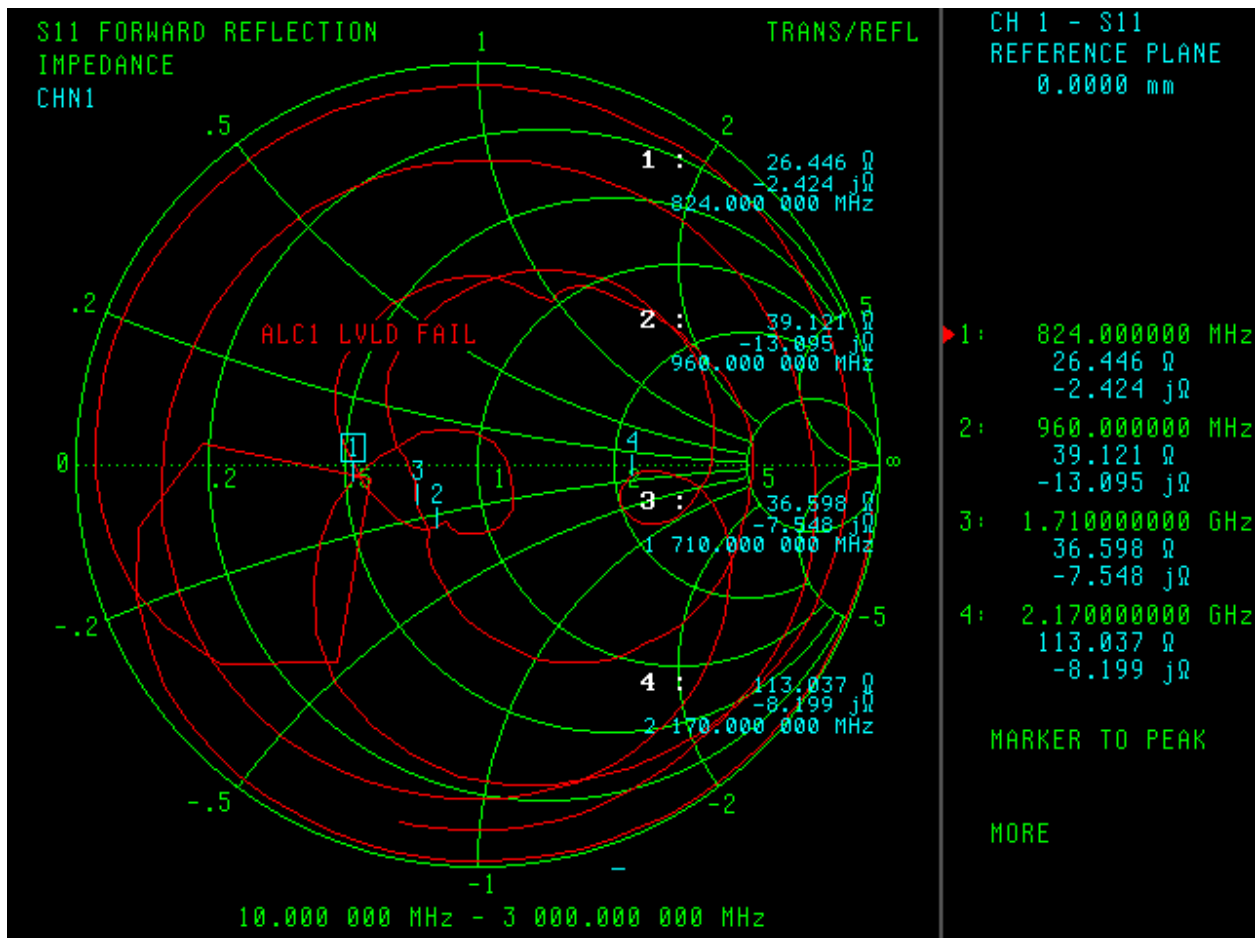 S11 FORWARD REFLECTION
TRANS/REFL
IMPEDANCE
CHN1
1
.5
2
1 :
26.446 Ω
-2.424 jΩ
824.000 000 MHz
.2
5
2 :
39.121 Ω
-13.095 jΩ
960.000 000 MHz
ALC1 LVLD FAIL
0
.2
1
.5
3
2
1
4
2
5
∞
3 :
36.598 Ω
-7.548 jΩ
1 710.000 000 MHz
-.2
-5
4 :
113.037 Ω
-8.199 jΩ
2 170.000 000 MHz
-.5
-2
-1
10.000 000 MHz - 3 000.000 000 MHz
CH 1 - S11
REFERENCE PLANE
0.0000 mm
1: 824.000000 MHz
26.446 Ω
-2.424 jΩ
2: 960.000000 MHz
39.121 Ω
-13.095 jΩ
3: 1.710000000 GHz
36.598 Ω
-7.548 jΩ
4: 2.170000000 GHz
113.037 Ω
-8.199 jΩ
MARKER TO PEAK
MORE